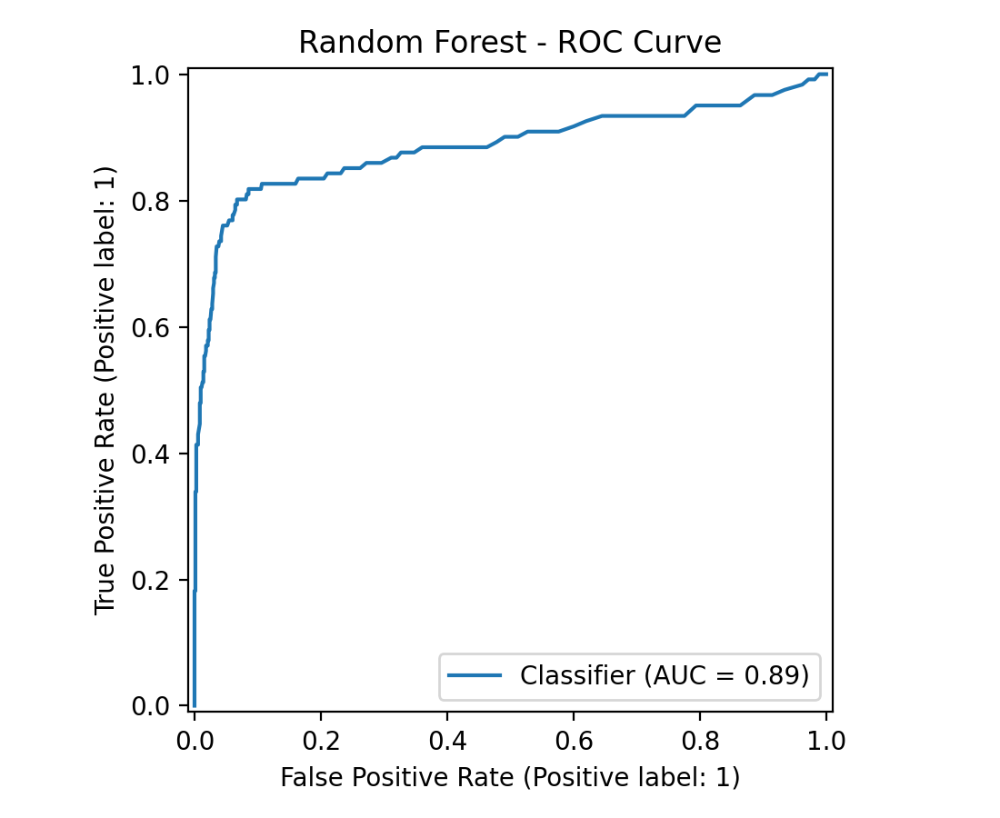 Random Forest - ROC Curve
True Positive Rate (Positive label: 1)
1.0
0.8
0.6
0.4
0.2
0.0
Classifier (AUC = 0.89)
0.0 0.2 0.4 0.6 0.8 1.0
False Positive Rate (Positive label: 1)